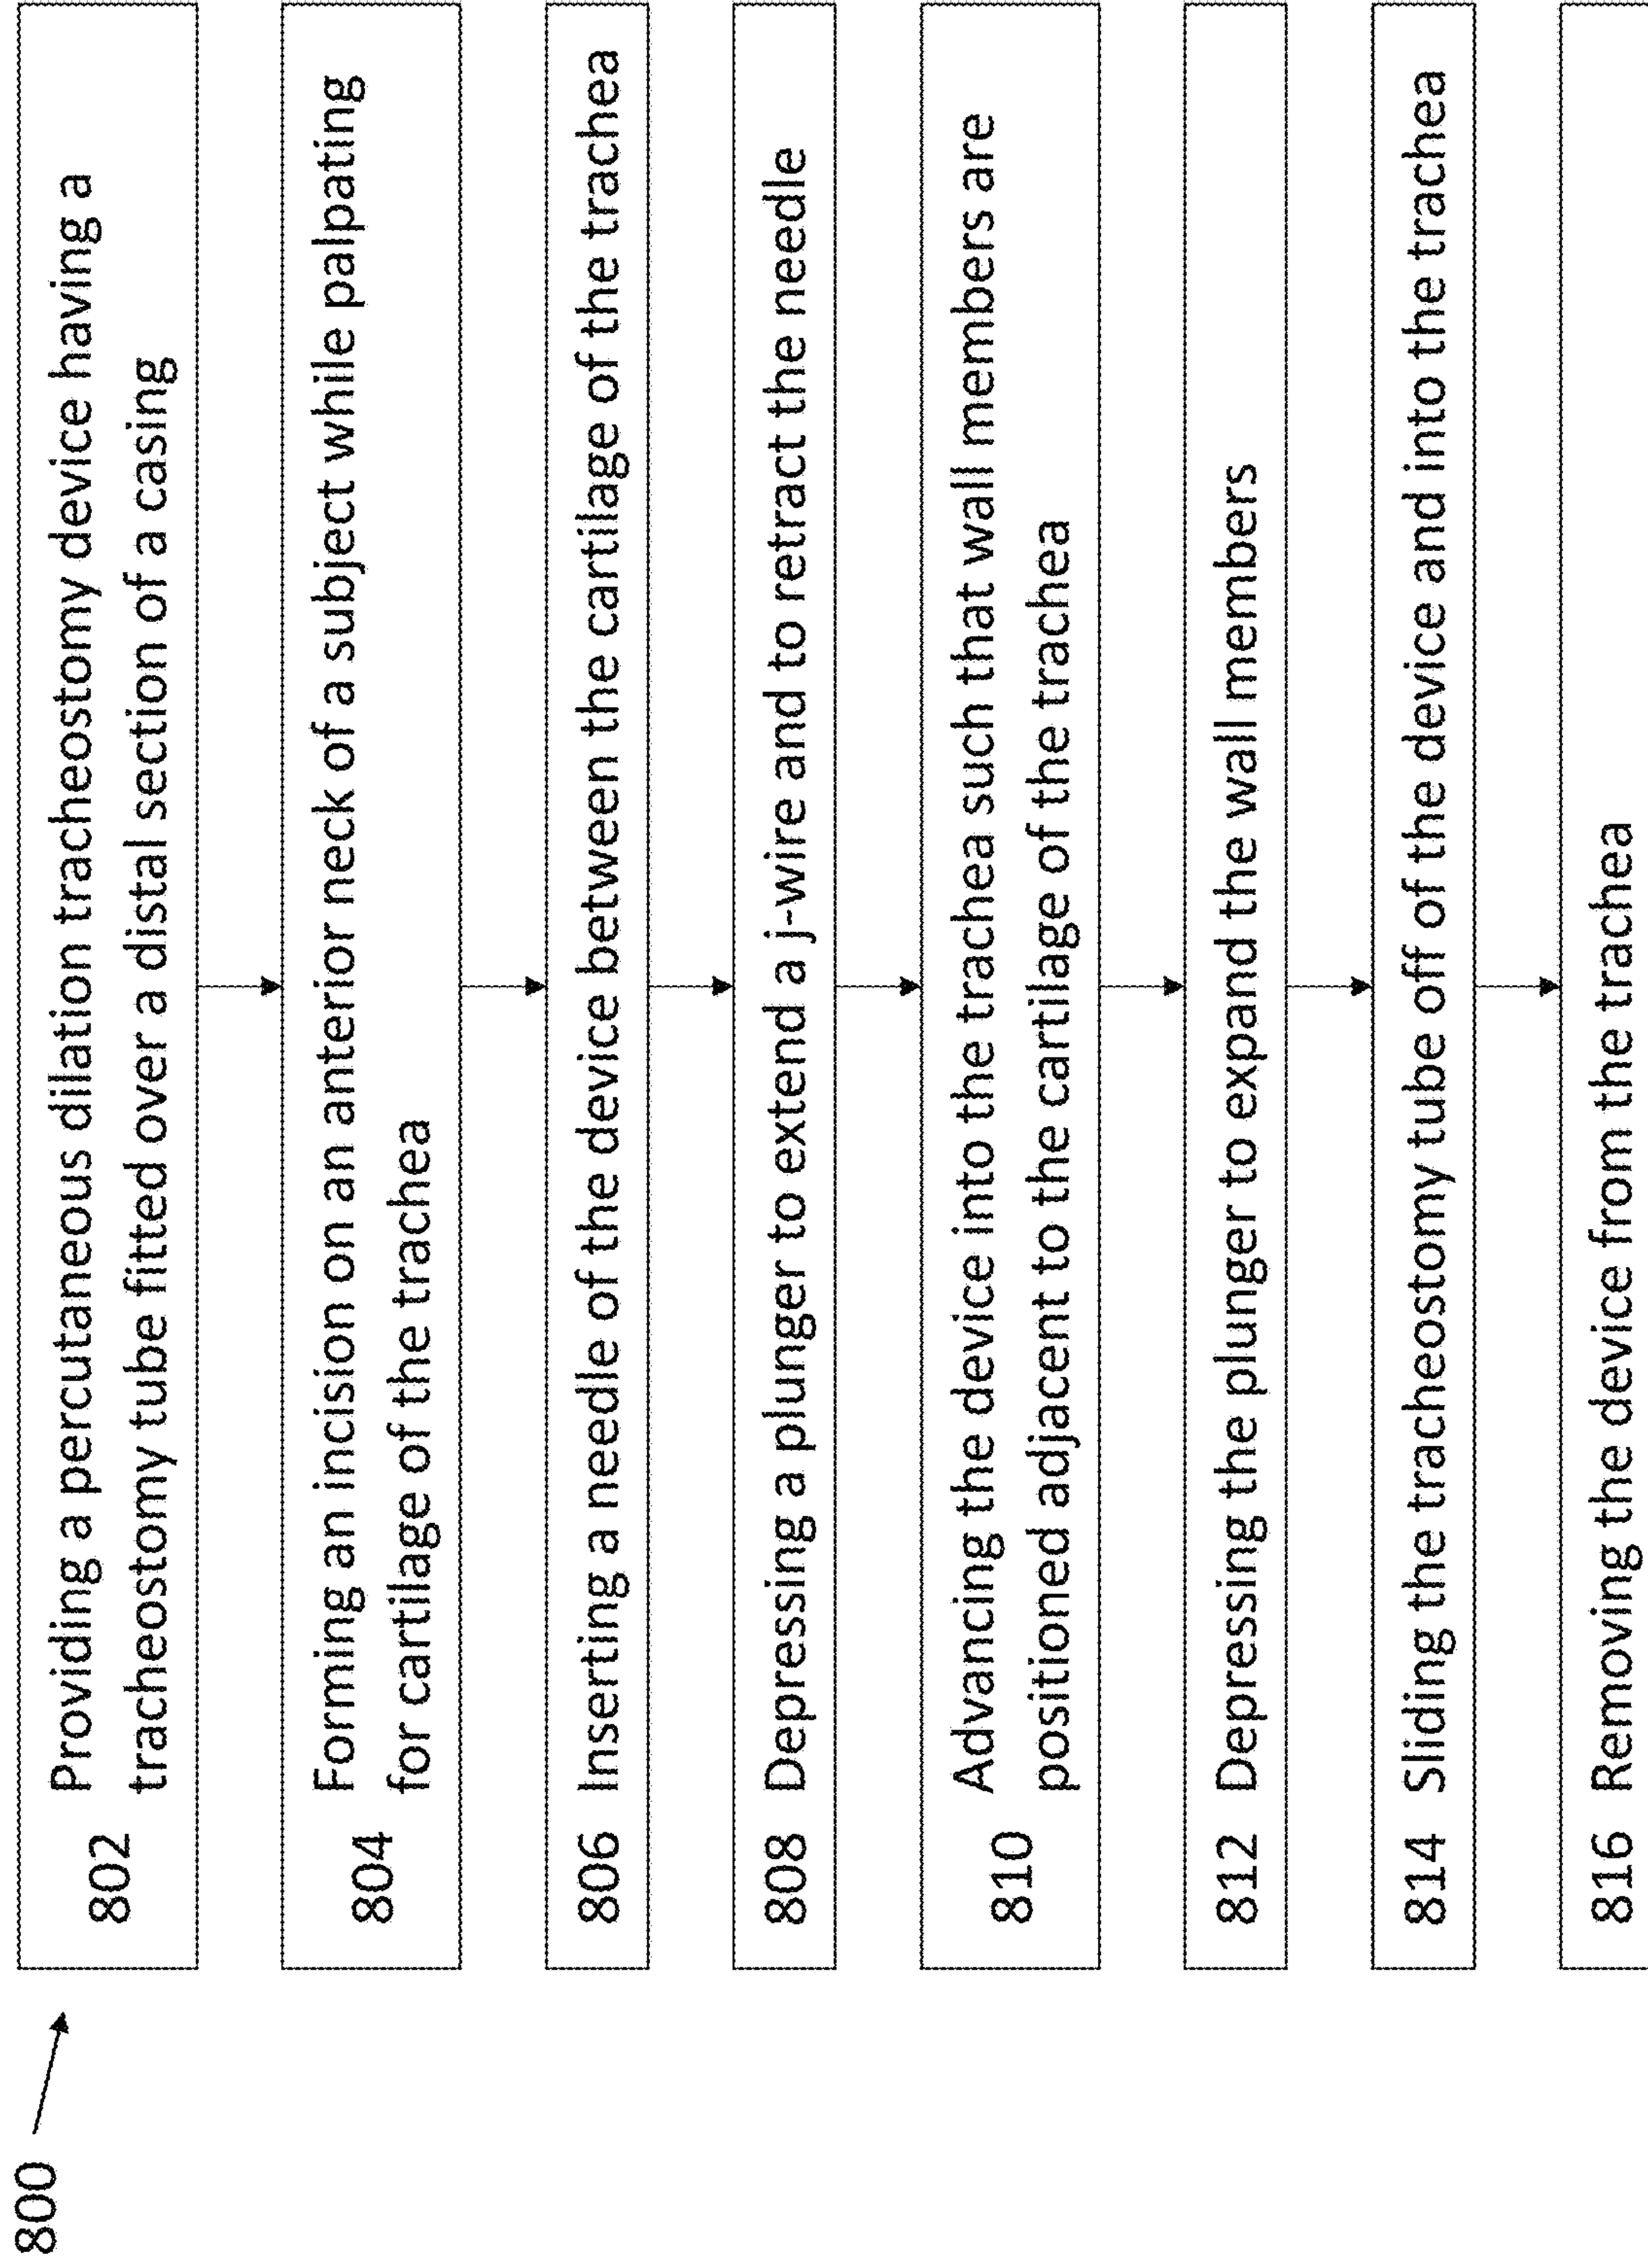 800
802 Providing a percutaneous dilation tracheostomy device having a
tracheostomy tube fitted over a distal section of a casing
804 Forming an incision on an anterior neck of a subject while palpating
for cartilage of the trachea
806 Inserting a needle of the device between the cartilage of the trachea
808 Depressing a plunger to extend a j-wire and to retract the needle
810 Advancing the device into the trachea such that wall members are
positioned adjacent to the cartilage of the trachea
812 Depressing the plunger to expand the wall members
814 Sliding the tracheostomy tube off of the device and into the trachea
816 Removing the device from the trachea